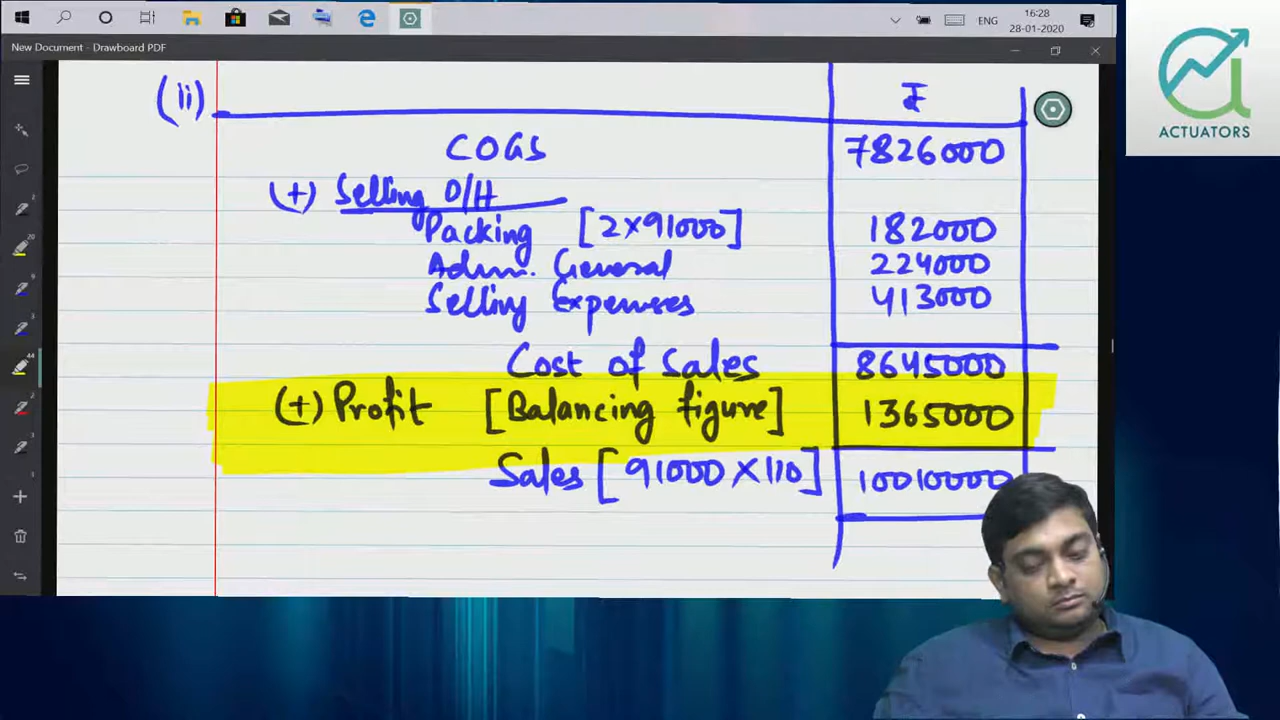 16:28
ENG
28-01-2020
New Document - Drawboard PDF
ACTUATORS
(ii) ₹
COGS 7826000
(+) Selling O/H
Packing [2×91000] 182000
Admn. General 224000
Selling Expenses 413000
Cost of Sales 8645000
(+) Profit [Balancing figure] 1365000
Sales [91000×110] 10010000